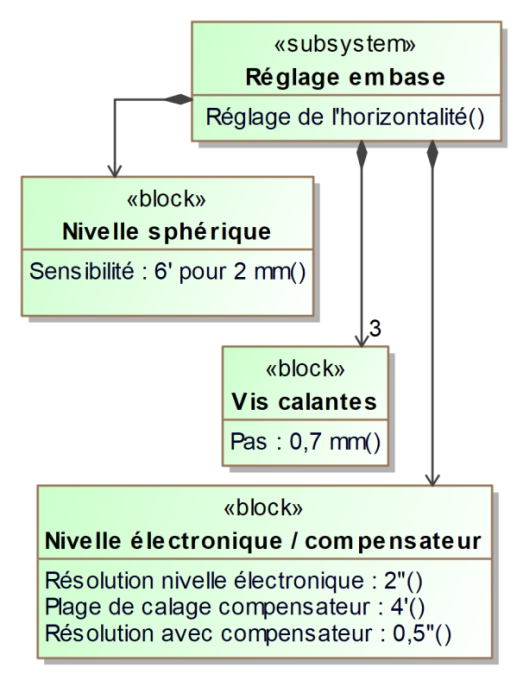 «subsystem»
Réglage embase
Réglage de l'horizontalité()
«block»
Nivelle sphérique
Sensibilité : 6' pour 2 mm()
3
«block»
Vis calantes
Pas : 0,7 mm()
«block»
Nivelle électronique / compensateur
Résolution nivelle électronique : 2"()
Plage de calage compensateur : 4'()
Résolution avec compensateur : 0,5"()